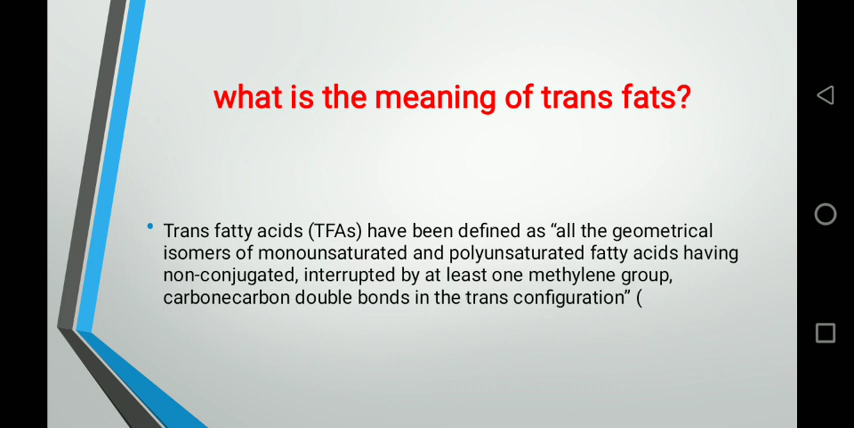 what is the meaning of trans fats?
• Trans fatty acids (TFAs) have been defined as “all the geometrical
isomers of monounsaturated and polyunsaturated fatty acids having
non-conjugated, interrupted by at least one methylene group,
carbonecarbon double bonds in the trans configuration” (